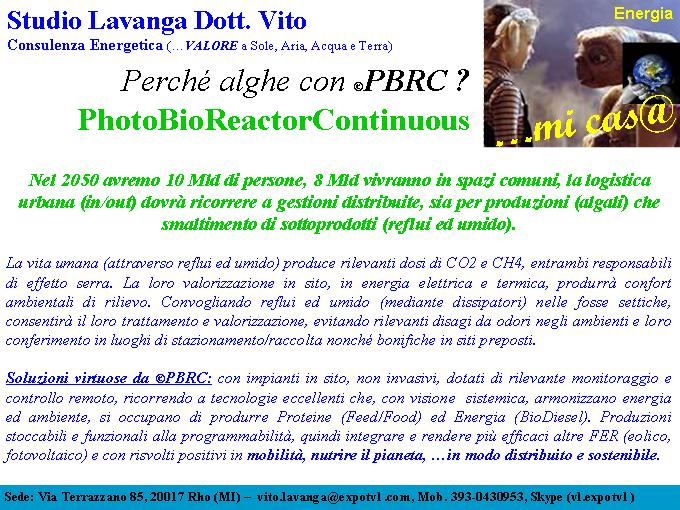 Studio Lavanga Dott. Vito
Consulenza Energetica (…VALORE a Sole, Aria, Acqua e Terra)
Energia
…mi cas@
Perché alghe con ©PBRC ?
PhotoBioReactorContinuous
Nel 2050 avremo 10 Mld di persone, 8 Mld vivranno in spazi comuni, la logistica
urbana (in/out) dovrà ricorrere a gestioni distribuite, sia per produzioni (algali) che
smaltimento di sottoprodotti (reflui ed umido).
La vita umana (attraverso reflui ed umido) produce rilevanti dosi di CO2 e CH4, entrambi responsabili
di effetto serra. La loro valorizzazione in sito, in energia elettrica e termica, produrrà confort
ambientali di rilievo. Convogliando reflui ed umido (mediante dissipatori) nelle fosse settiche,
consentirà il loro trattamento e valorizzazione, evitando rilevanti disagi da odori negli ambienti e loro
conferimento in luoghi di stazionamento/raccolta nonché bonifiche in siti preposti.
Soluzioni virtuose da ©PBRC: con impianti in sito, non invasivi, dotati di rilevante monitoraggio e
controllo remoto, ricorrendo a tecnologie eccellenti che, con visione sistemica, armonizzano energia
ed ambiente, si occupano di produrre Proteine (Feed/Food) ed Energia (BioDiesel). Produzioni
stoccabili e funzionali alla programmabilità, quindi integrare e rendere più efficaci altre FER (eolico,
fotovoltaico) e con risvolti positivi in mobilità, nutrire il pianeta, …in modo distribuito e sostenibile.
Sede: Via Terrazzano 85, 20017 Rho (MI) – vito.lavanga@expotvl.com, Mob. 393-0430953, Skype (vl.expotvl)